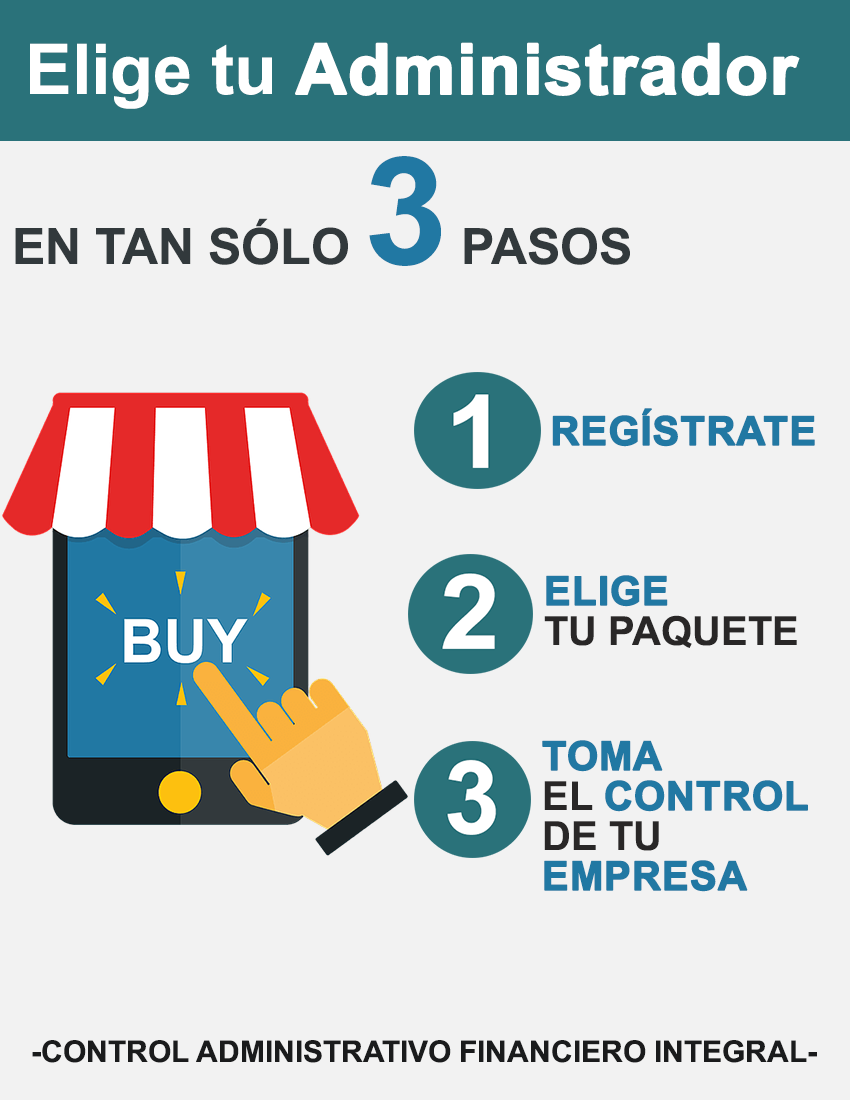 Elige tu Administrador
EN TAN SÓLO 3 PASOS
1 REGÍSTRATE
BUY
2 ELIGE
TU PAQUETE
3 TOMA
EL CONTROL
DE TU
EMPRESA
-CONTROL ADMINISTRATIVO FINANCIERO INTEGRAL-